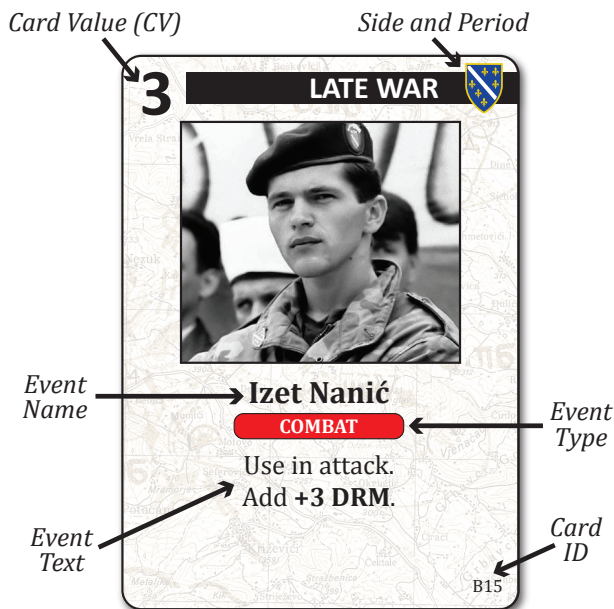 Card Value (CV)
Side and Period
3
LATE WAR
Event
Name
Izet Nanić
COMBAT
Event
Type
Use in attack.
Add +3 DRM.
Event
Text
Card
ID
B15